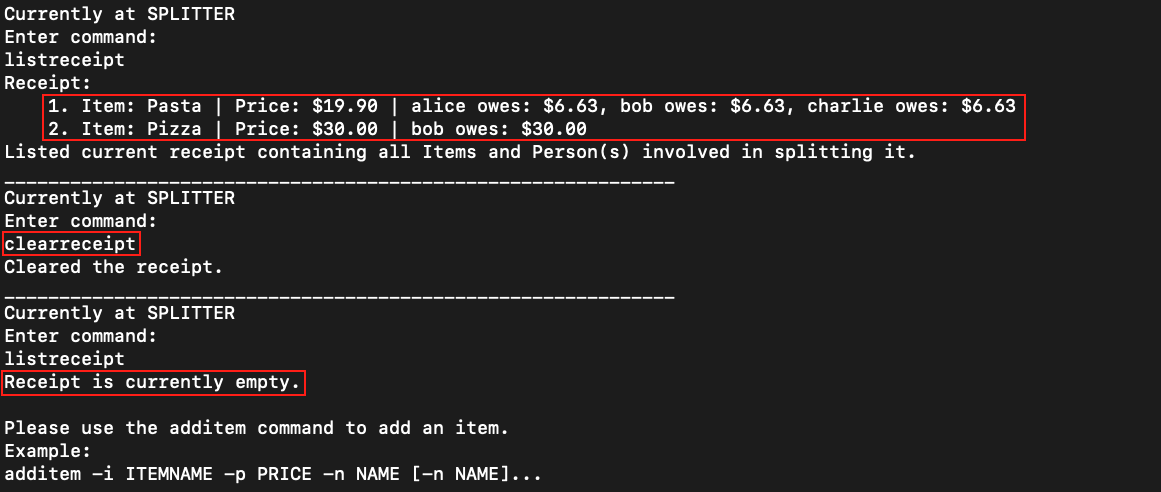 Currently at SPLITTER
Enter command:
listreceipt
Receipt:
    1. Item: Pasta | Price: $19.90 | alice owes: $6.63, bob owes: $6.63, charlie owes: $6.63
    2. Item: Pizza | Price: $30.00 | bob owes: $30.00
Listed current receipt containing all Items and Person(s) involved in splitting it.
_____________________________________________________________
Currently at SPLITTER
Enter command:
clearreceipt
Cleared the receipt.
_____________________________________________________________
Currently at SPLITTER
Enter command:
listreceipt
Receipt is currently empty.

Please use the additem command to add an item.
Example:
additem -i ITEMNAME -p PRICE -n NAME [-n NAME]...